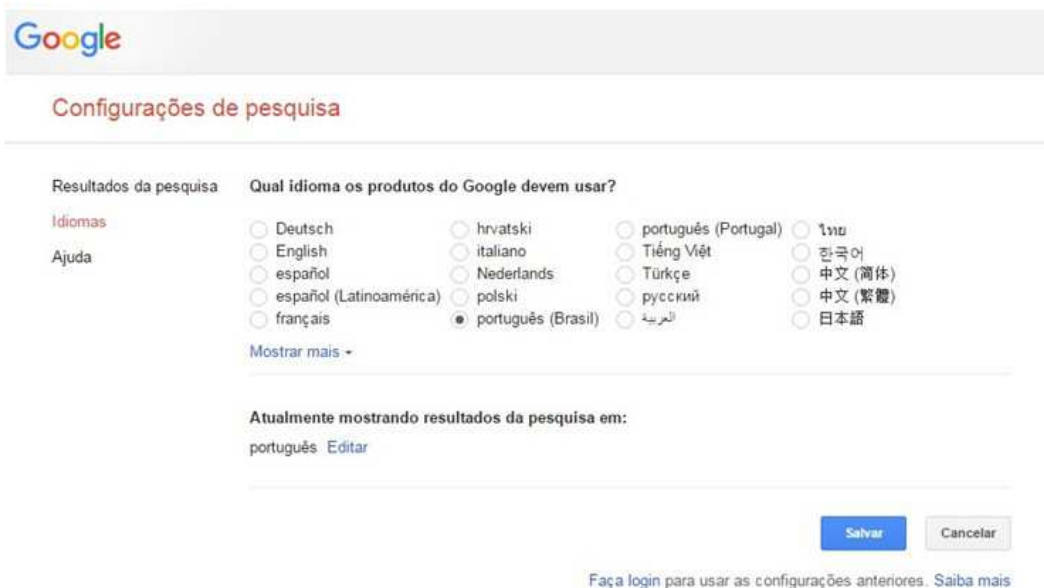 Google
Configurações de pesquisa
Resultados da pesquisa
Idiomas
Ajuda
Qual idioma os produtos do Google devem usar?
Deutsch hrvatski português (Portugal) ไทย
English italiano Tiếng Việt 한국어
español Nederlands Türkçe 中文 (简体)
español (Latinoamérica) polski русский 中文 (繁體)
français português (Brasil) العربية 日本語
Mostrar mais
Atualmente mostrando resultados da pesquisa em:
português Editar
Salvar Cancelar
Faça login para usar as configurações anteriores. Saiba mais